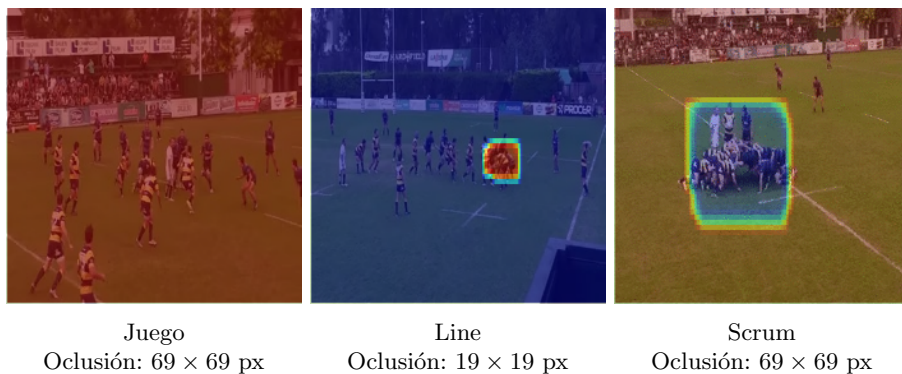 Juego
Oclusión: 69 × 69 px
Line
Oclusión: 19 × 19 px
Scrum
Oclusión: 69 × 69 px